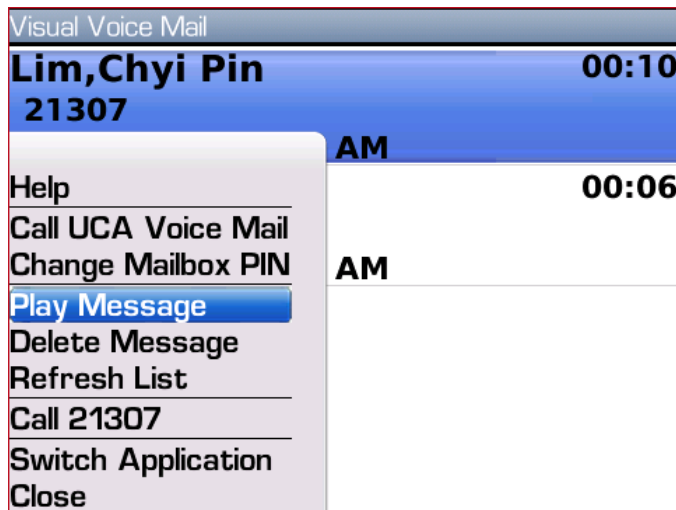 Visual Voice Mail
Lim,Chyi Pin 00:10
21307
AM
Help 00:06
Call UCA Voice Mail
Change Mailbox PIN AM
Play Message
Delete Message
Refresh List
Call 21307
Switch Application
Close